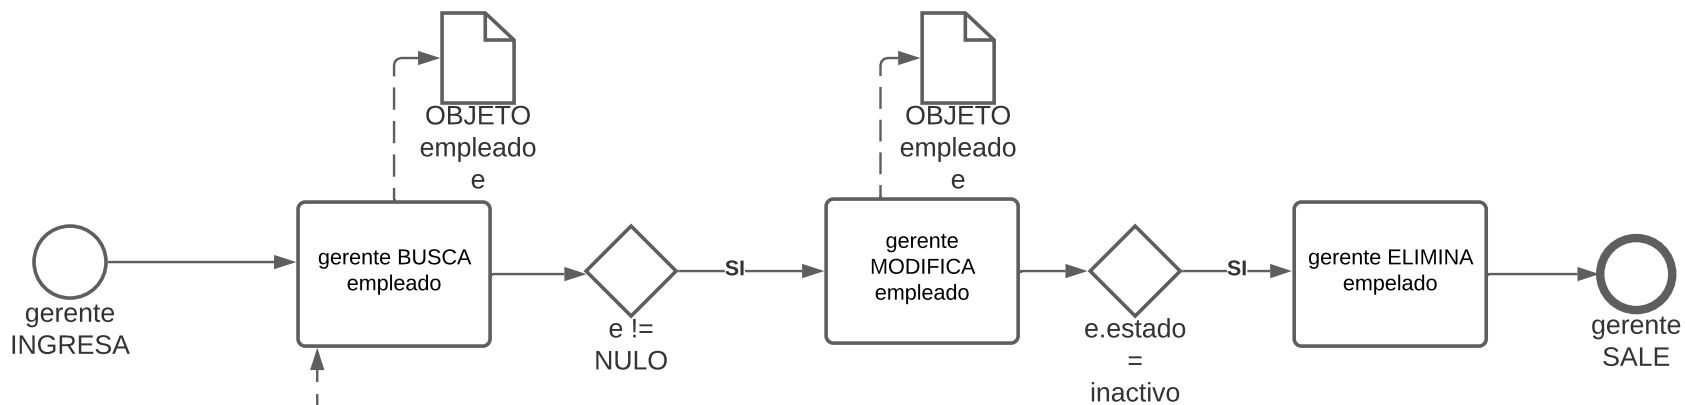 OBJETO
empleado
e
OBJETO
empleado
e
gerente
INGRESA
gerente BUSCA
empleado
e !=
NULO
SI
gerente
MODIFICA
empleado
e.estado
=
inactivo
SI
gerente ELIMINA
empelado
gerente
SALE